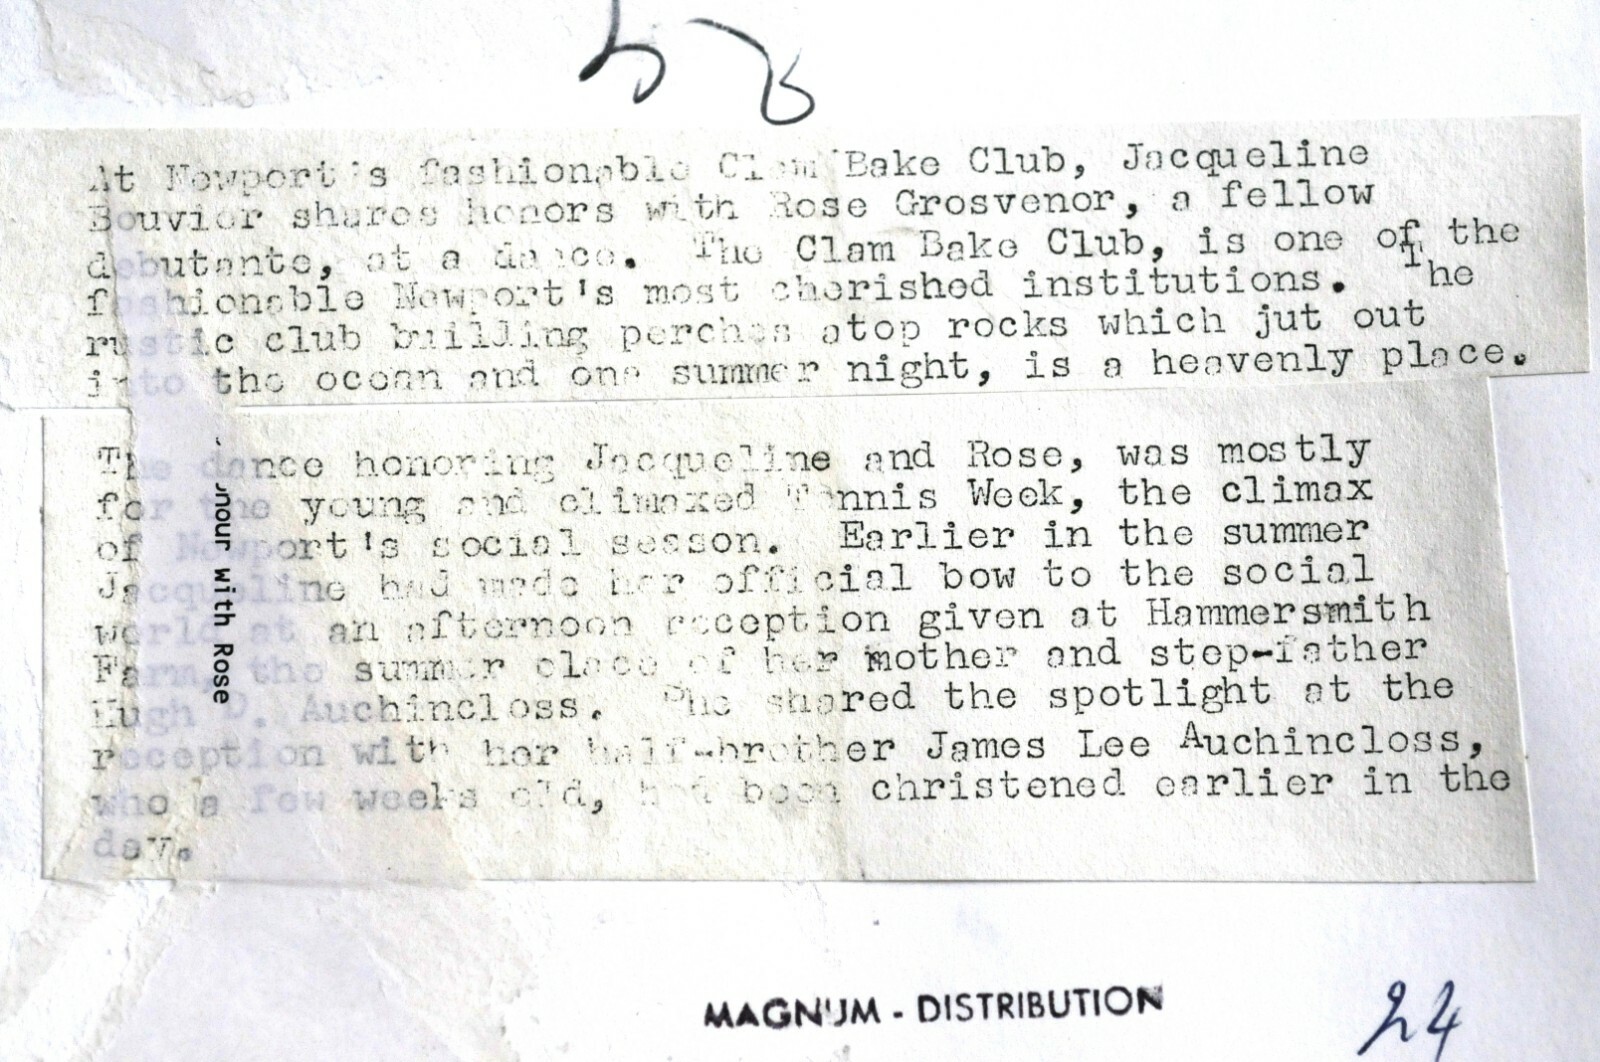 At Newport's fashionable Clam Bake Club, Jacqueline
Bouvier shares honors with Rose Grosvenor, a fellow
debutante, at a dance. The Clam Bake Club, is one of the
fashionable Newport's most cherished institutions. The
rustic club building perches atop rocks which jut out
into the ocean and one summer night, is a heavenly place.
The dance honoring Jacqueline and Rose, was mostly
for the young and climaxed Tennis Week, the climax
of Newport's social season. Earlier in the summer
Jacqueline had made her official bow to the social
world at an afternoon reception given at Hammersmith
Farm, the summer place of her mother and step-father
Hugh D. Auchincloss. She shared the spotlight at the
reception with her half-brother James Lee Auchincloss,
who a few weeks old, had been christened earlier in the
day.
with Rose
MAGNUM - DISTRIBUTION
24